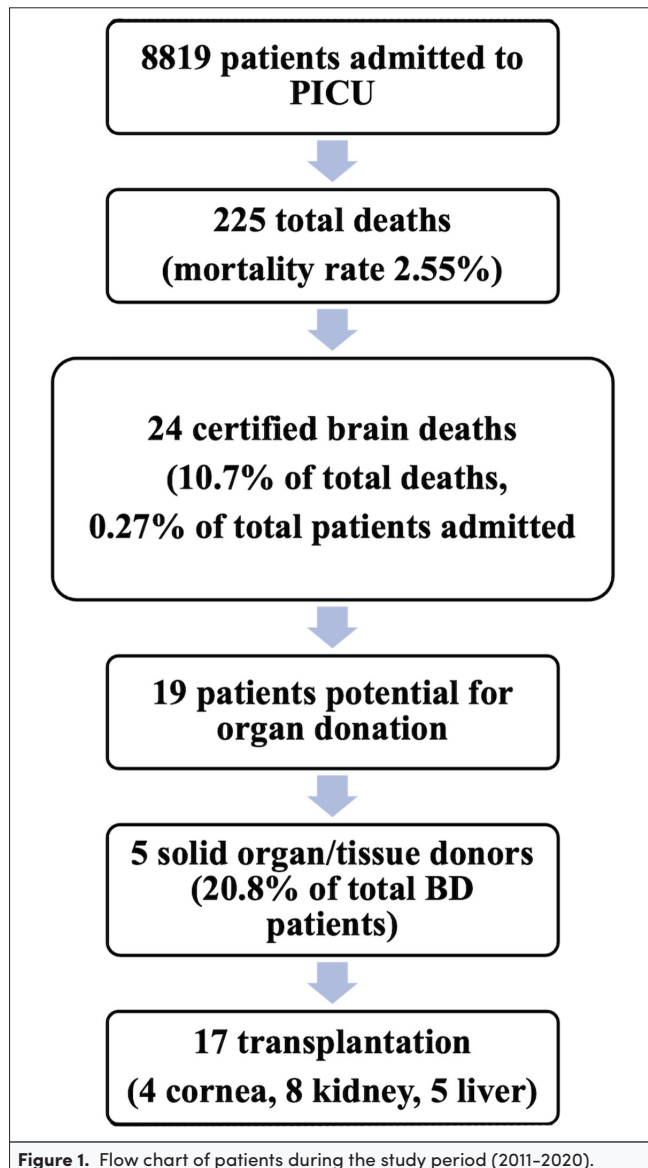 8819 patients admitted to
PICU
225 total deaths
(mortality rate 2.55%)
24 certified brain deaths
(10.7% of total deaths,
0.27% of total patients admitted
19 patients potential for
organ donation
5 solid organ/tissue donors
(20.8% of total BD
patients)
17 transplantation
(4 cornea, 8 kidney, 5 liver)
Figure 1. Flow chart of patients during the study period (2011-2020).